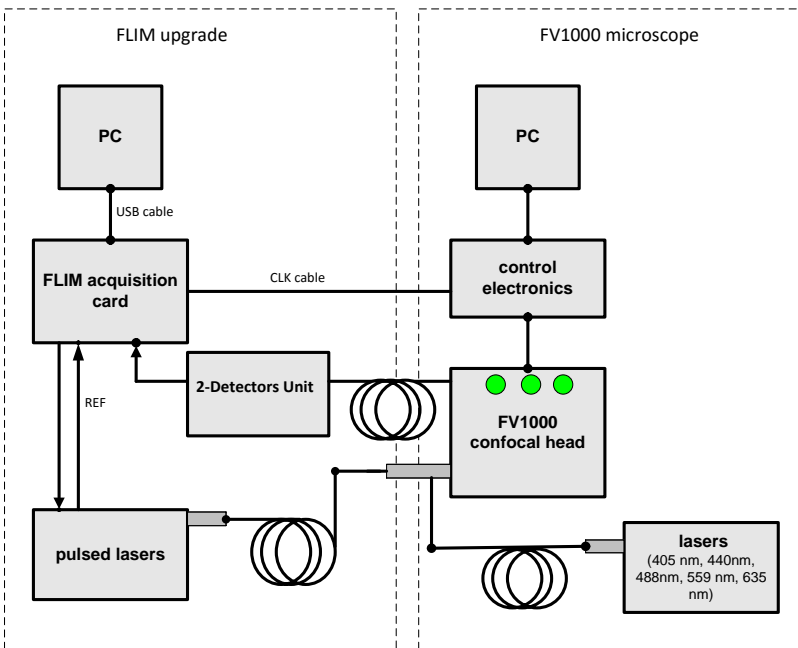 FLIM upgrade
PC
USB cable
FLIM acquisition
card
CLK cable
REF
2-Detectors Unit
pulsed lasers
FV1000 microscope
PC
control
electronics
FV1000
confocal head
lasers
(405 nm, 440nm,
488nm, 559 nm, 635
nm)